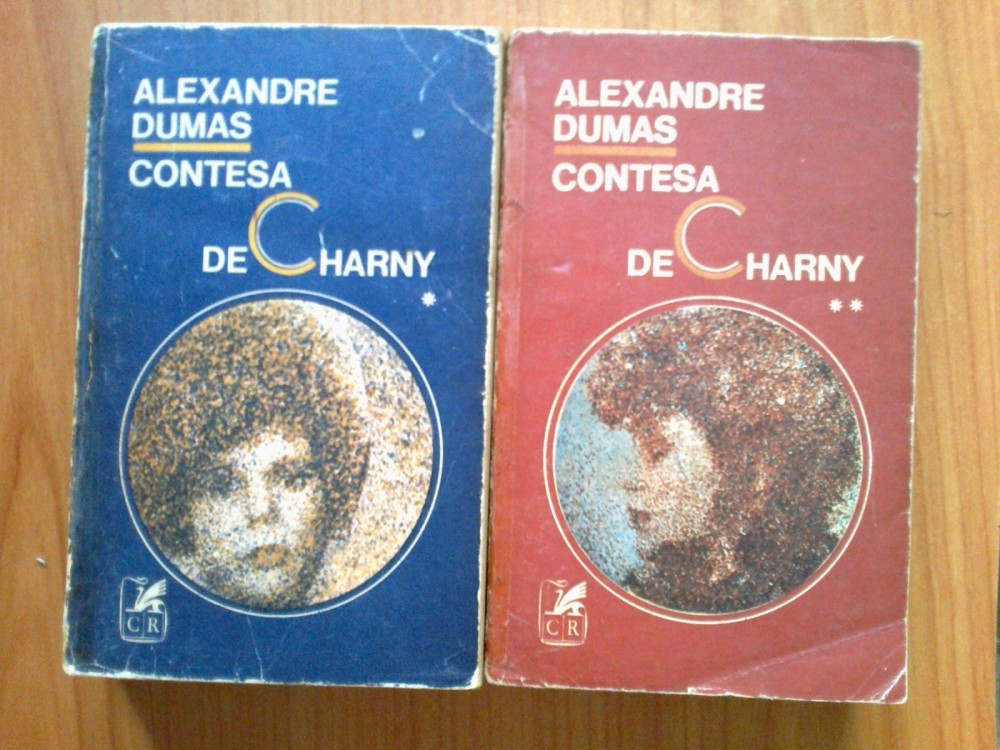 ALEXANDRE
DUMAS
CONTESA
DE CHARNY
*
CR
ALEXANDRE
DUMAS
CONTESA
DE CHARNY
**
CR